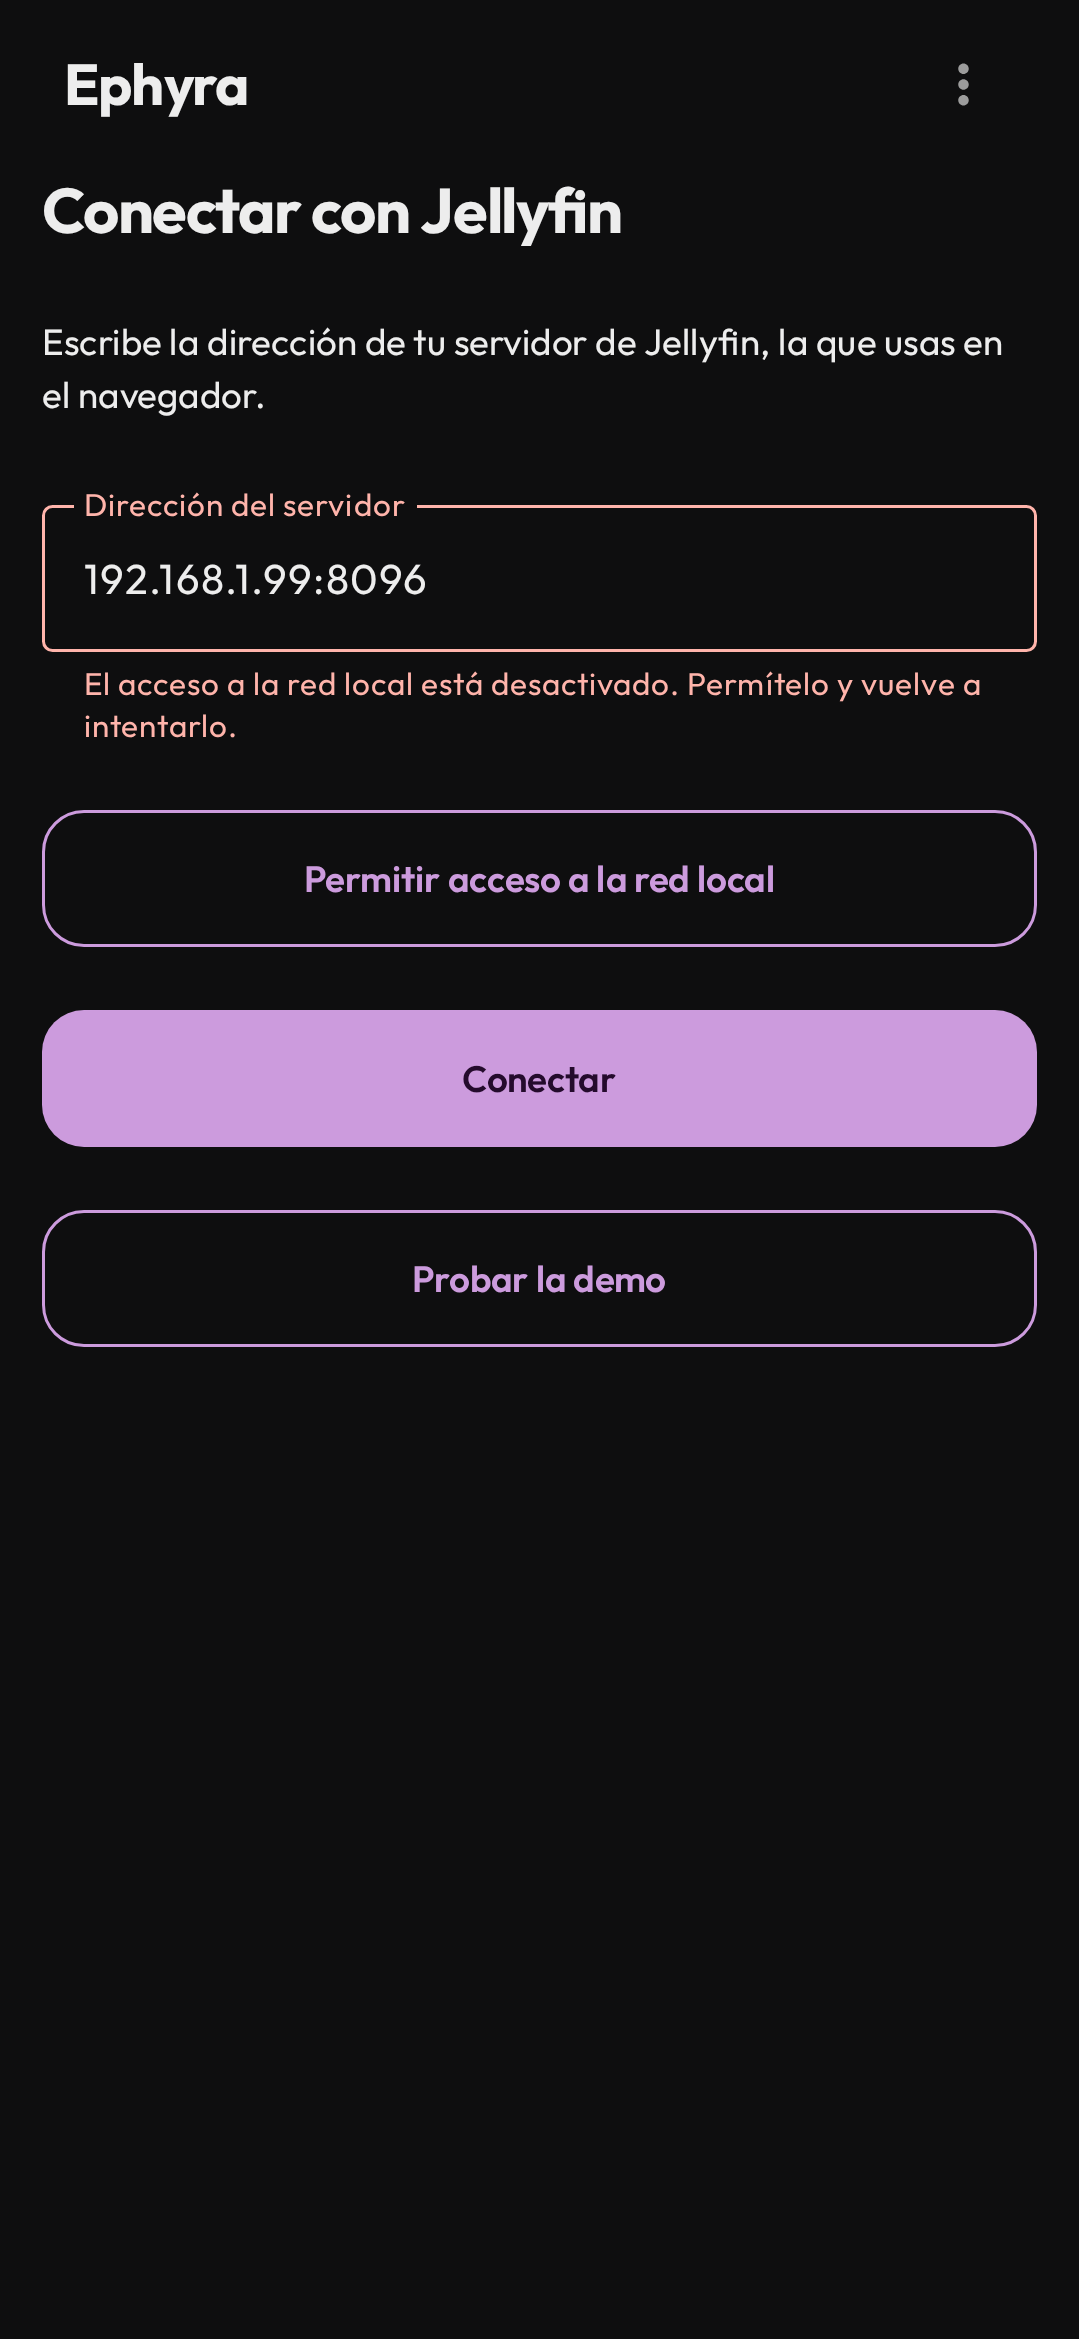 Ephyra
Conectar con Jellyfin
Escribe la dirección de tu servidor de Jellyfin, la que usas en
el navegador.
Dirección del servidor
192.168.1.99:8096
El acceso a la red local está desactivado. Permítelo y vuelve a
intentarlo.
Permitir acceso a la red local
Conectar
Probar la demo